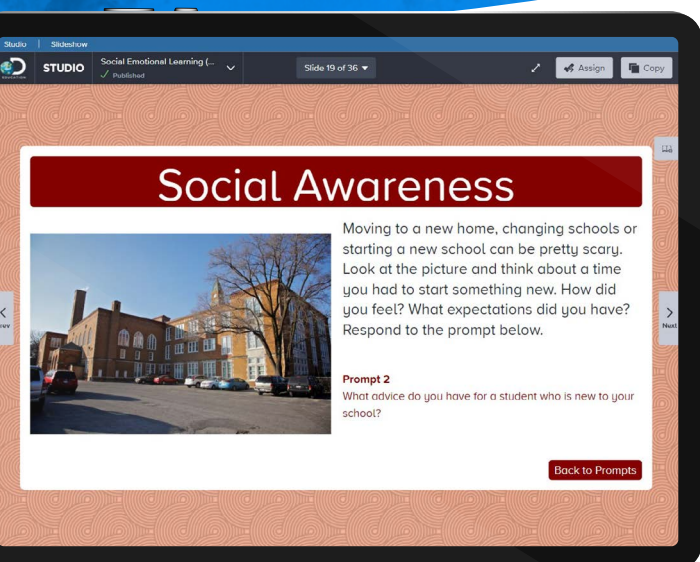 Studio | Slideshow
STUDIO
Social Emotional Learning (...
Published
Slide 19 of 36
Assign
Copy
Social Awareness
Moving to a new home, changing schools or
starting a new school can be pretty scary.
Look at the picture and think about a time
you had to start something new. How did
you feel? What expectations did you have?
Respond to the prompt below.
Prompt 2
What advice do you have for a student who is new to your
school?
Back to Prompts
Next